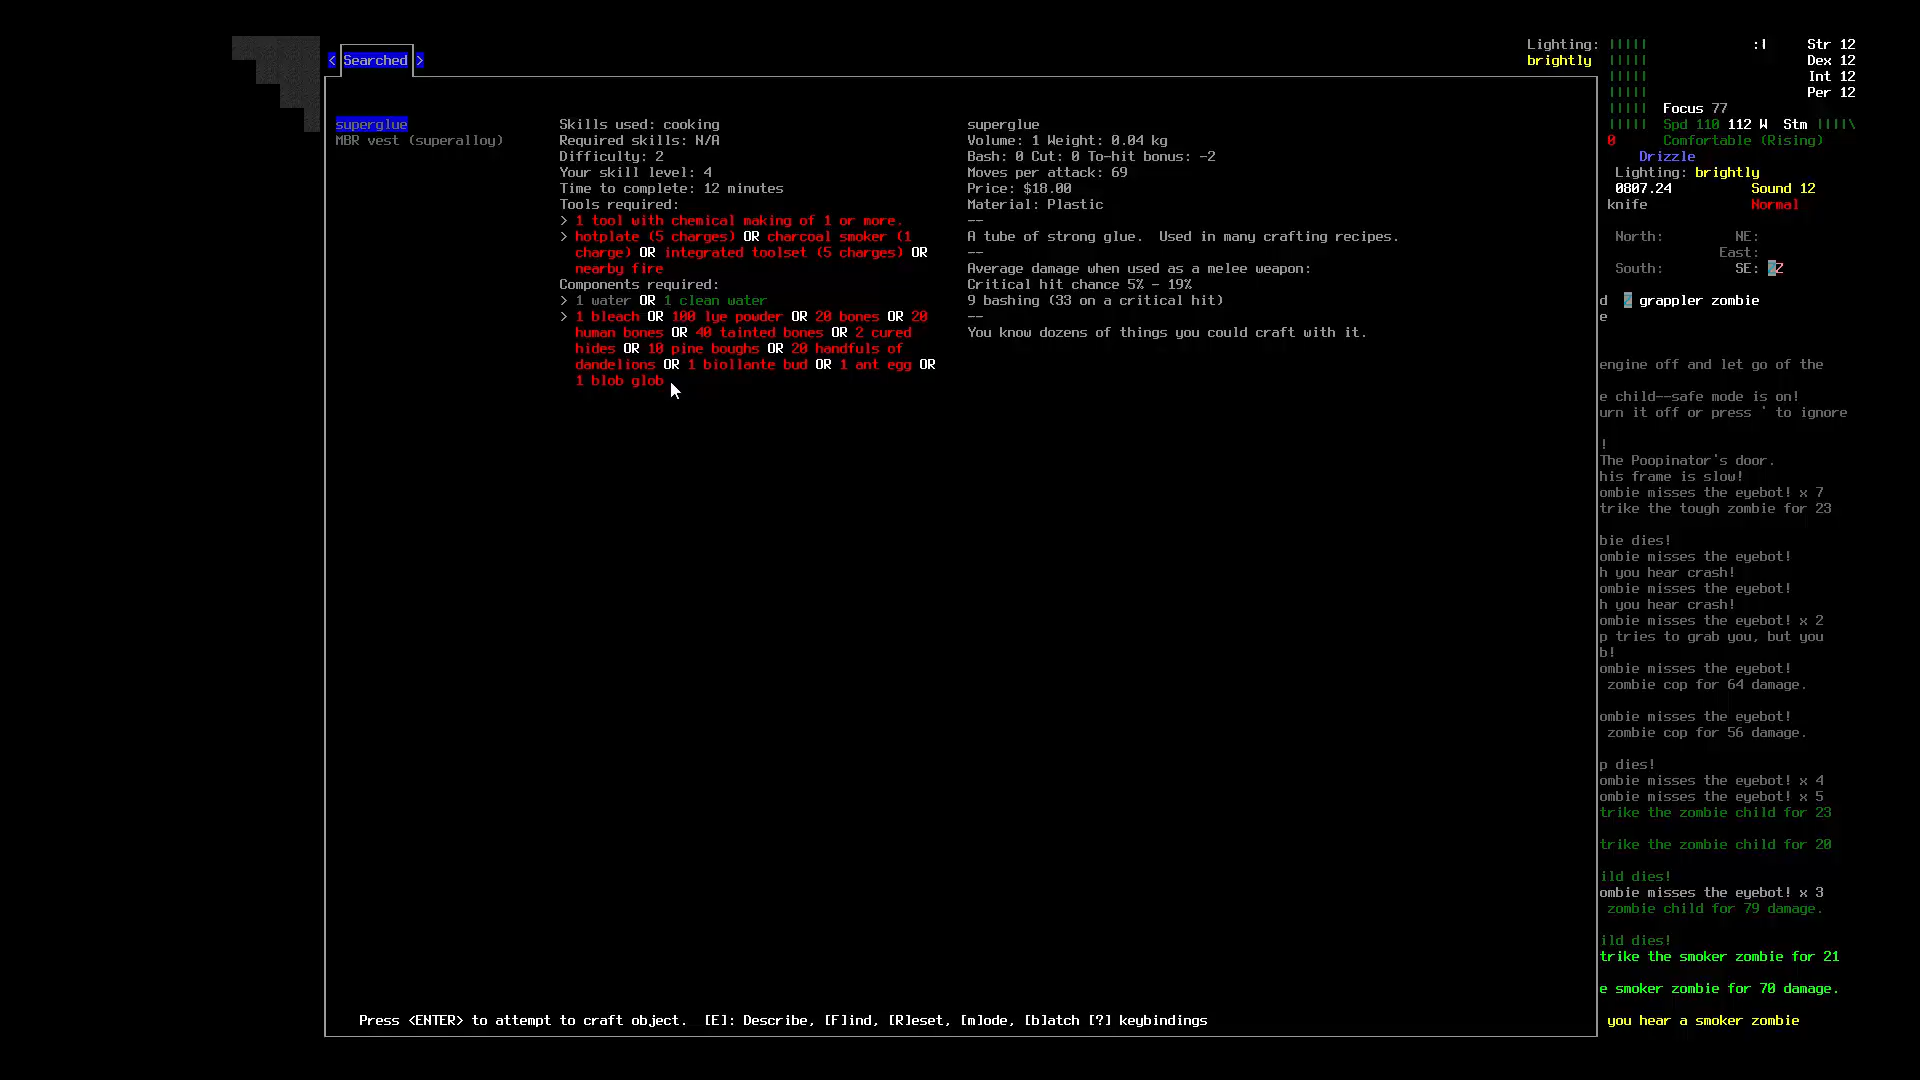 < Searched >
superglue
MBR vest (superalloy)
Skills used: cooking
Required skills: N/A
Difficulty: 2
Your skill level: 4
Time to complete: 12 minutes
Tools required:
> 1 tool with chemical making of 1 or more.
> hotplate (5 charges) OR charcoal smoker (1
charge) OR integrated toolset (5 charges) OR
nearby fire
Components required:
> 1 water OR 1 clean water
> 1 bleach OR 100 lye powder OR 20 bones OR 20
human bones OR 40 tainted bones OR 2 cured
hides OR 10 pine boughs OR 20 handfuls of
dandelions OR 1 biollante bud OR 1 ant egg OR
1 blob glob
superglue
Volume: 1 Weight: 0.04 kg
Bash: 0 Cut: 0 To-hit bonus: -2
Moves per attack: 69
Price: $18.00
Material: Plastic
--
A tube of strong glue.  Used in many crafting recipes.
--
Average damage when used as a melee weapon:
Critical hit chance 5% - 19%
9 bashing (33 on a critical hit)
--
You know dozens of things you could craft with it.
Press <ENTER> to attempt to craft object.  [E]: Describe, [F]ind, [R]eset, [m]ode, [b]atch [?] keybindings
Lighting:
brightly
||||| :| Str 12
||||| Dex 12
||||| Int 12
||||| Per 12
||||| Focus 77
||||| Spd 110 112 W Stm ||||\
0 Comfortable (Rising)
Drizzle
Lighting: brightly
0807.24 Sound 12
knife Normal
North: NE:
East:
South: SE: ZZ
d Z grappler zombie
e
engine off and let go of the
e child--safe mode is on!
urn it off or press ' to ignore
!
The Poopinator's door.
his frame is slow!
ombie misses the eyebot! x 7
trike the tough zombie for 23
bie dies!
ombie misses the eyebot!
h you hear crash!
ombie misses the eyebot!
h you hear crash!
ombie misses the eyebot! x 2
p tries to grab you, but you
b!
ombie misses the eyebot!
zombie cop for 64 damage.
ombie misses the eyebot!
zombie cop for 56 damage.
p dies!
ombie misses the eyebot! x 4
ombie misses the eyebot! x 5
trike the zombie child for 23
trike the zombie child for 20
ild dies!
ombie misses the eyebot! x 3
zombie child for 79 damage.
ild dies!
trike the smoker zombie for 21
e smoker zombie for 70 damage.
you hear a smoker zombie